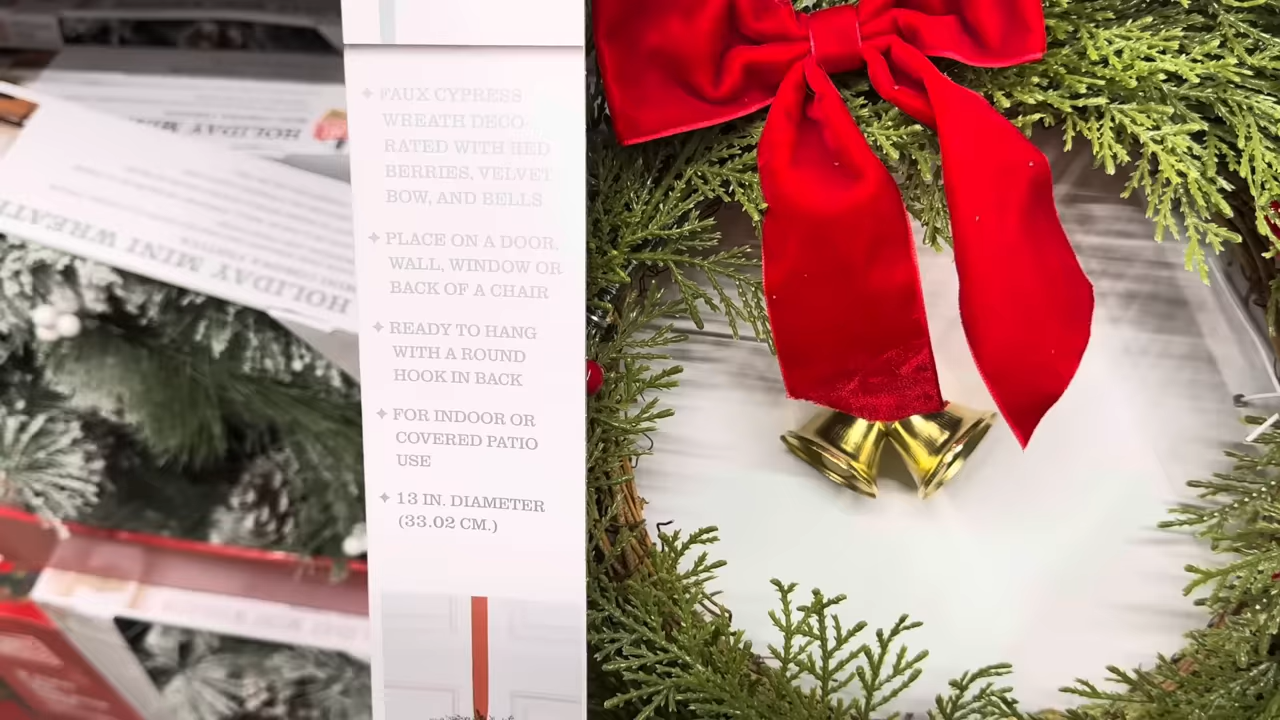 ✦ FAUX CYPRESS
WREATH DECO-
RATED WITH RED
BERRIES, VELVET
BOW, AND BELLS
✦ PLACE ON A DOOR,
WALL, WINDOW OR
BACK OF A CHAIR
✦ READY TO HANG
WITH A ROUND
HOOK IN BACK
✦ FOR INDOOR OR
COVERED PATIO
USE
✦ 13 IN. DIAMETER
(33.02 CM.)
HOLIDAY MINI
HOLIDAY MINI WREATH